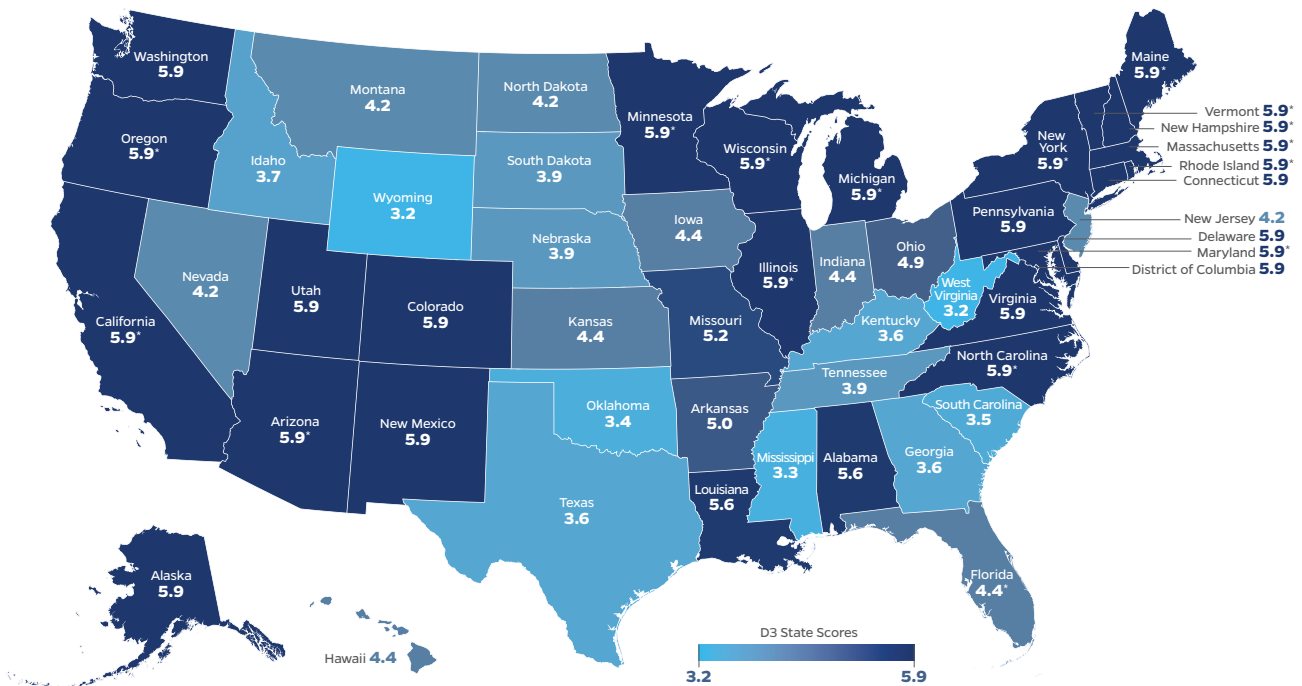 Washington
5.9
Oregon
5.9*
California
5.9*
Nevada
4.2
Idaho
3.7
Montana
4.2
Wyoming
3.2
Utah
5.9
Colorado
5.9
Arizona
5.9*
New Mexico
5.9
North Dakota
4.2
South Dakota
3.9
Nebraska
3.9
Kansas
4.4
Oklahoma
3.4
Texas
3.6
Minnesota
5.9*
Iowa
4.4
Missouri
5.2
Arkansas
5.0
Louisiana
5.6
Wisconsin
5.9*
Illinois
5.9*
Michigan
5.9*
Indiana
4.4
Ohio
4.9
Kentucky
3.6
Tennessee
3.9
Mississippi
3.3
Alabama
5.6
Georgia
3.6
Florida
4.4*
South Carolina
3.5
North Carolina
5.9*
Virginia
5.9
West
Virginia
3.2
Pennsylvania
5.9
New
York
5.9*
Maine
5.9*
Vermont 5.9*
New Hampshire 5.9*
Massachusetts 5.9*
Rhode Island 5.9*
Connecticut 5.9
New Jersey 4.2
Delaware 5.9
Maryland 5.9*
District of Columbia 5.9
Alaska
5.9
Hawaii 4.4
D3 State Scores
3.2 5.9